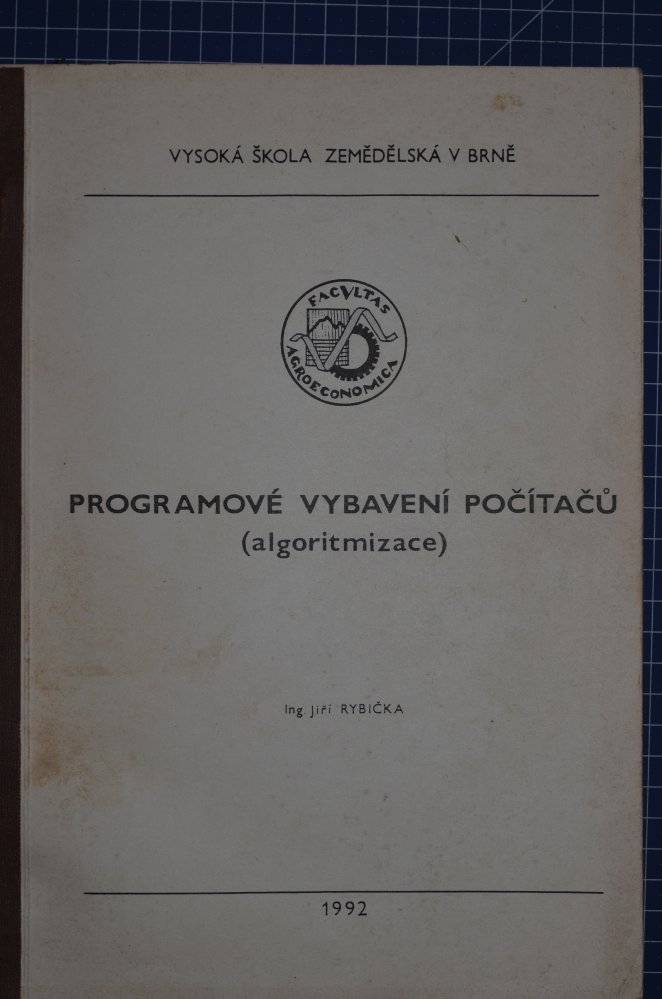 VYSOKÁ ŠKOLA ZEMĚDĚLSKÁ V BRNĚ
FACVLTAS
AGROECONOMICA
PROGRAMOVÉ VYBAVENÍ POČÍTAČŮ
(algoritmizace)
Ing. Jiří RYBIČKA
1992